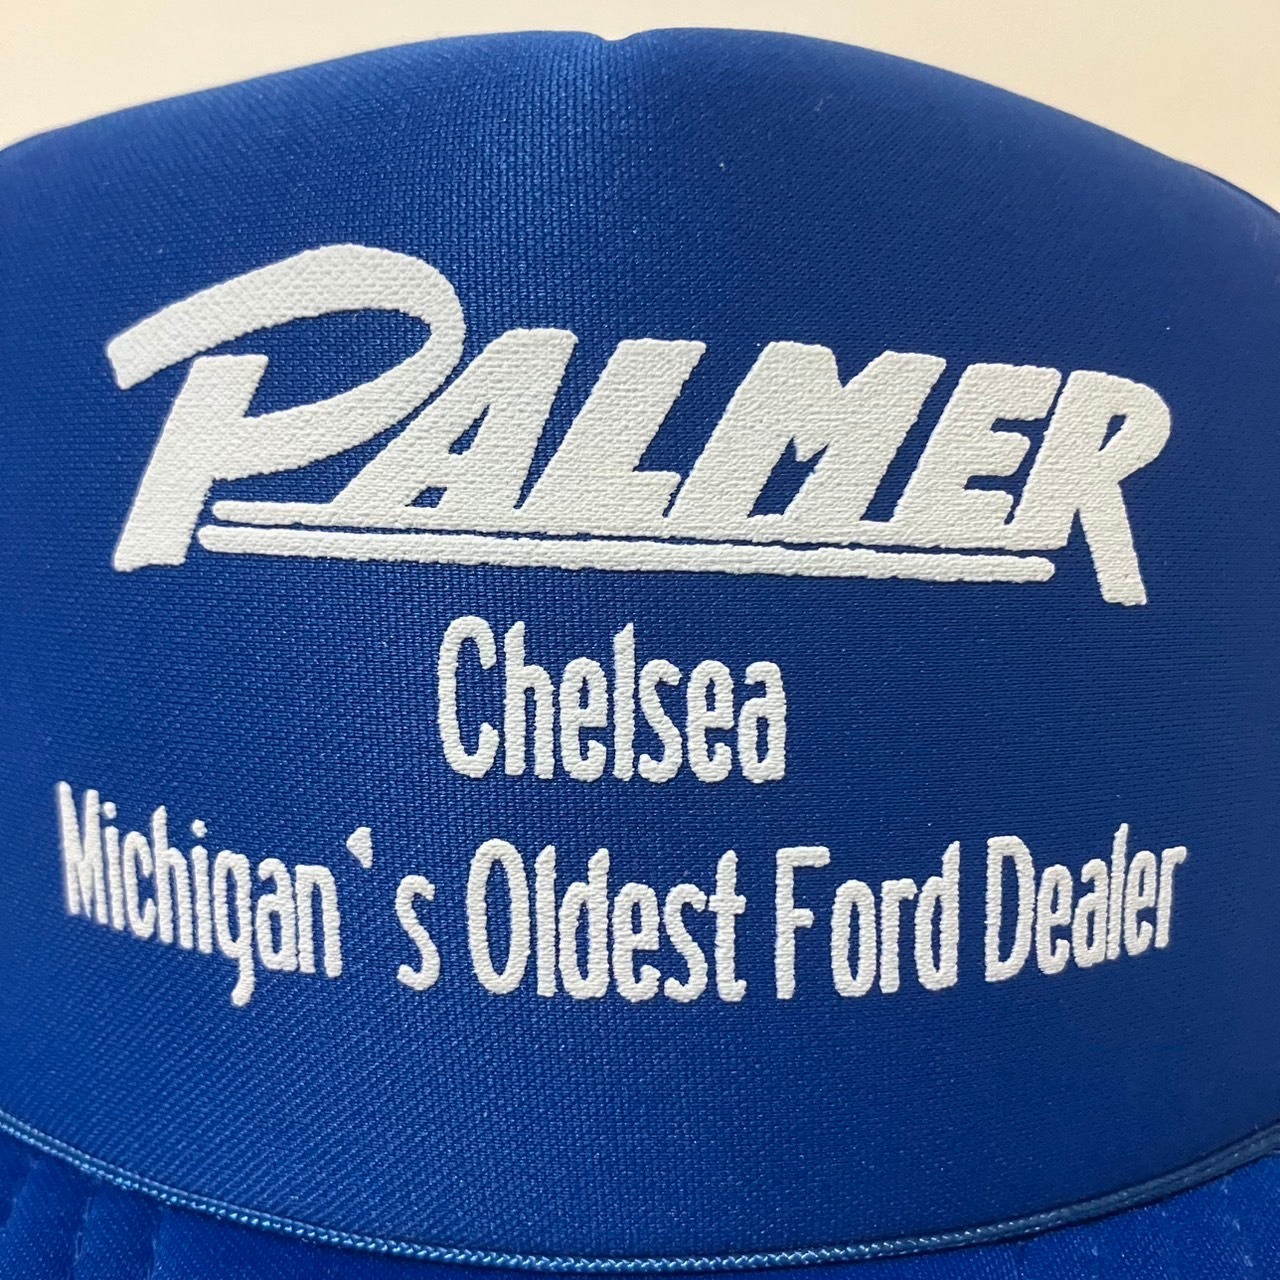 PALMER
Chelsea
Michigan's Oldest Ford Dealer